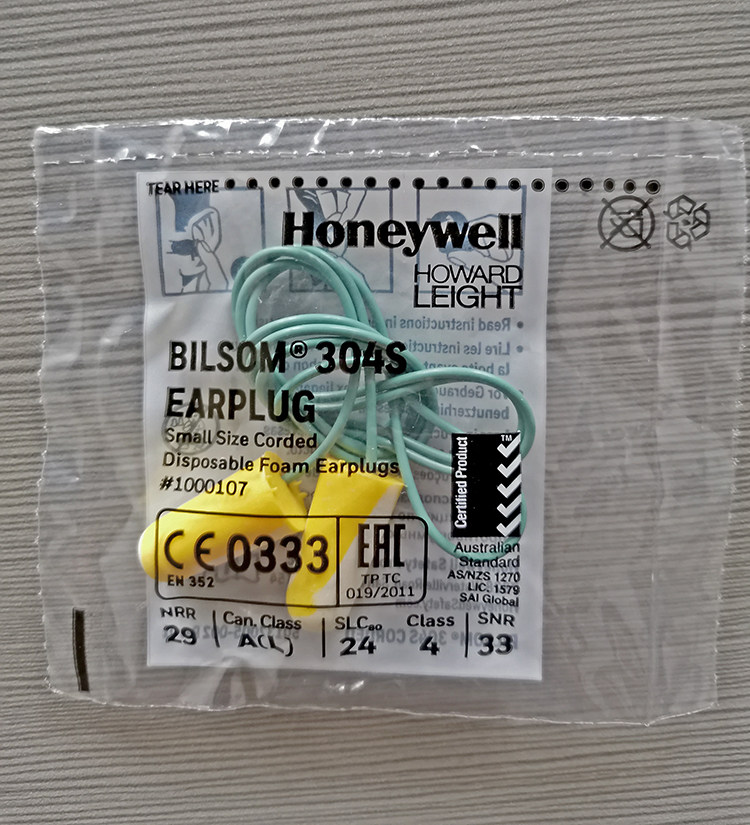 TEAR HERE
Honeywell
HOWARD
LEIGHT
BILSOM® 304S
EARPLUG
Small Size Corded
Disposable Foam Earplugs
#1000107
Certified Product
TM
Australian
Standard
AS/NZS 1270
LIC. 1579
SAI Global
CE 0333
EN 352
EAC
TP TC
019/2011
NRR Can. Class SLC₈₀ Class SNR
29 A(L) 24 4 33
Read instructions
Lire les instructi